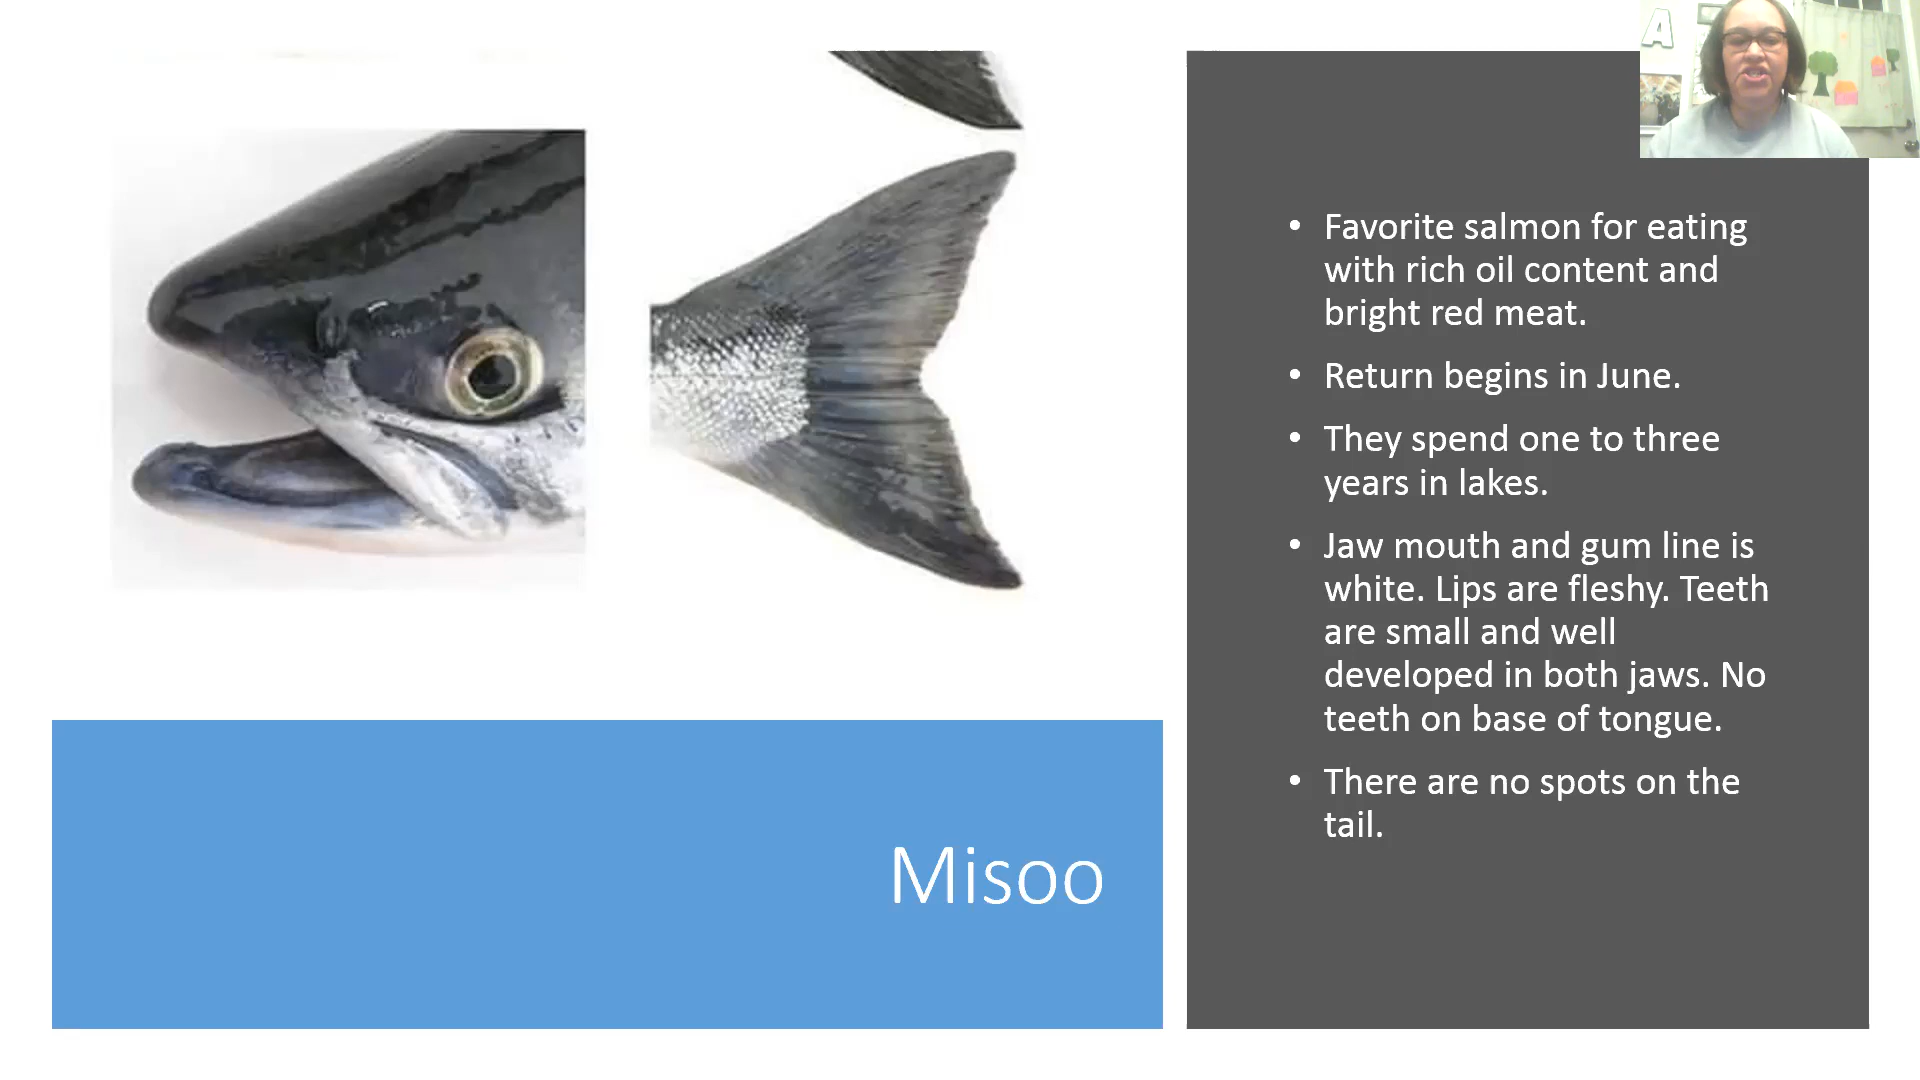 A
Favorite salmon for eating
with rich oil content and
bright red meat.
Return begins in June.
They spend one to three
years in lakes.
Jaw mouth and gum line is
white. Lips are fleshy. Teeth
are small and well
developed in both jaws. No
teeth on base of tongue.
There are no spots on the
tail.
Misoo